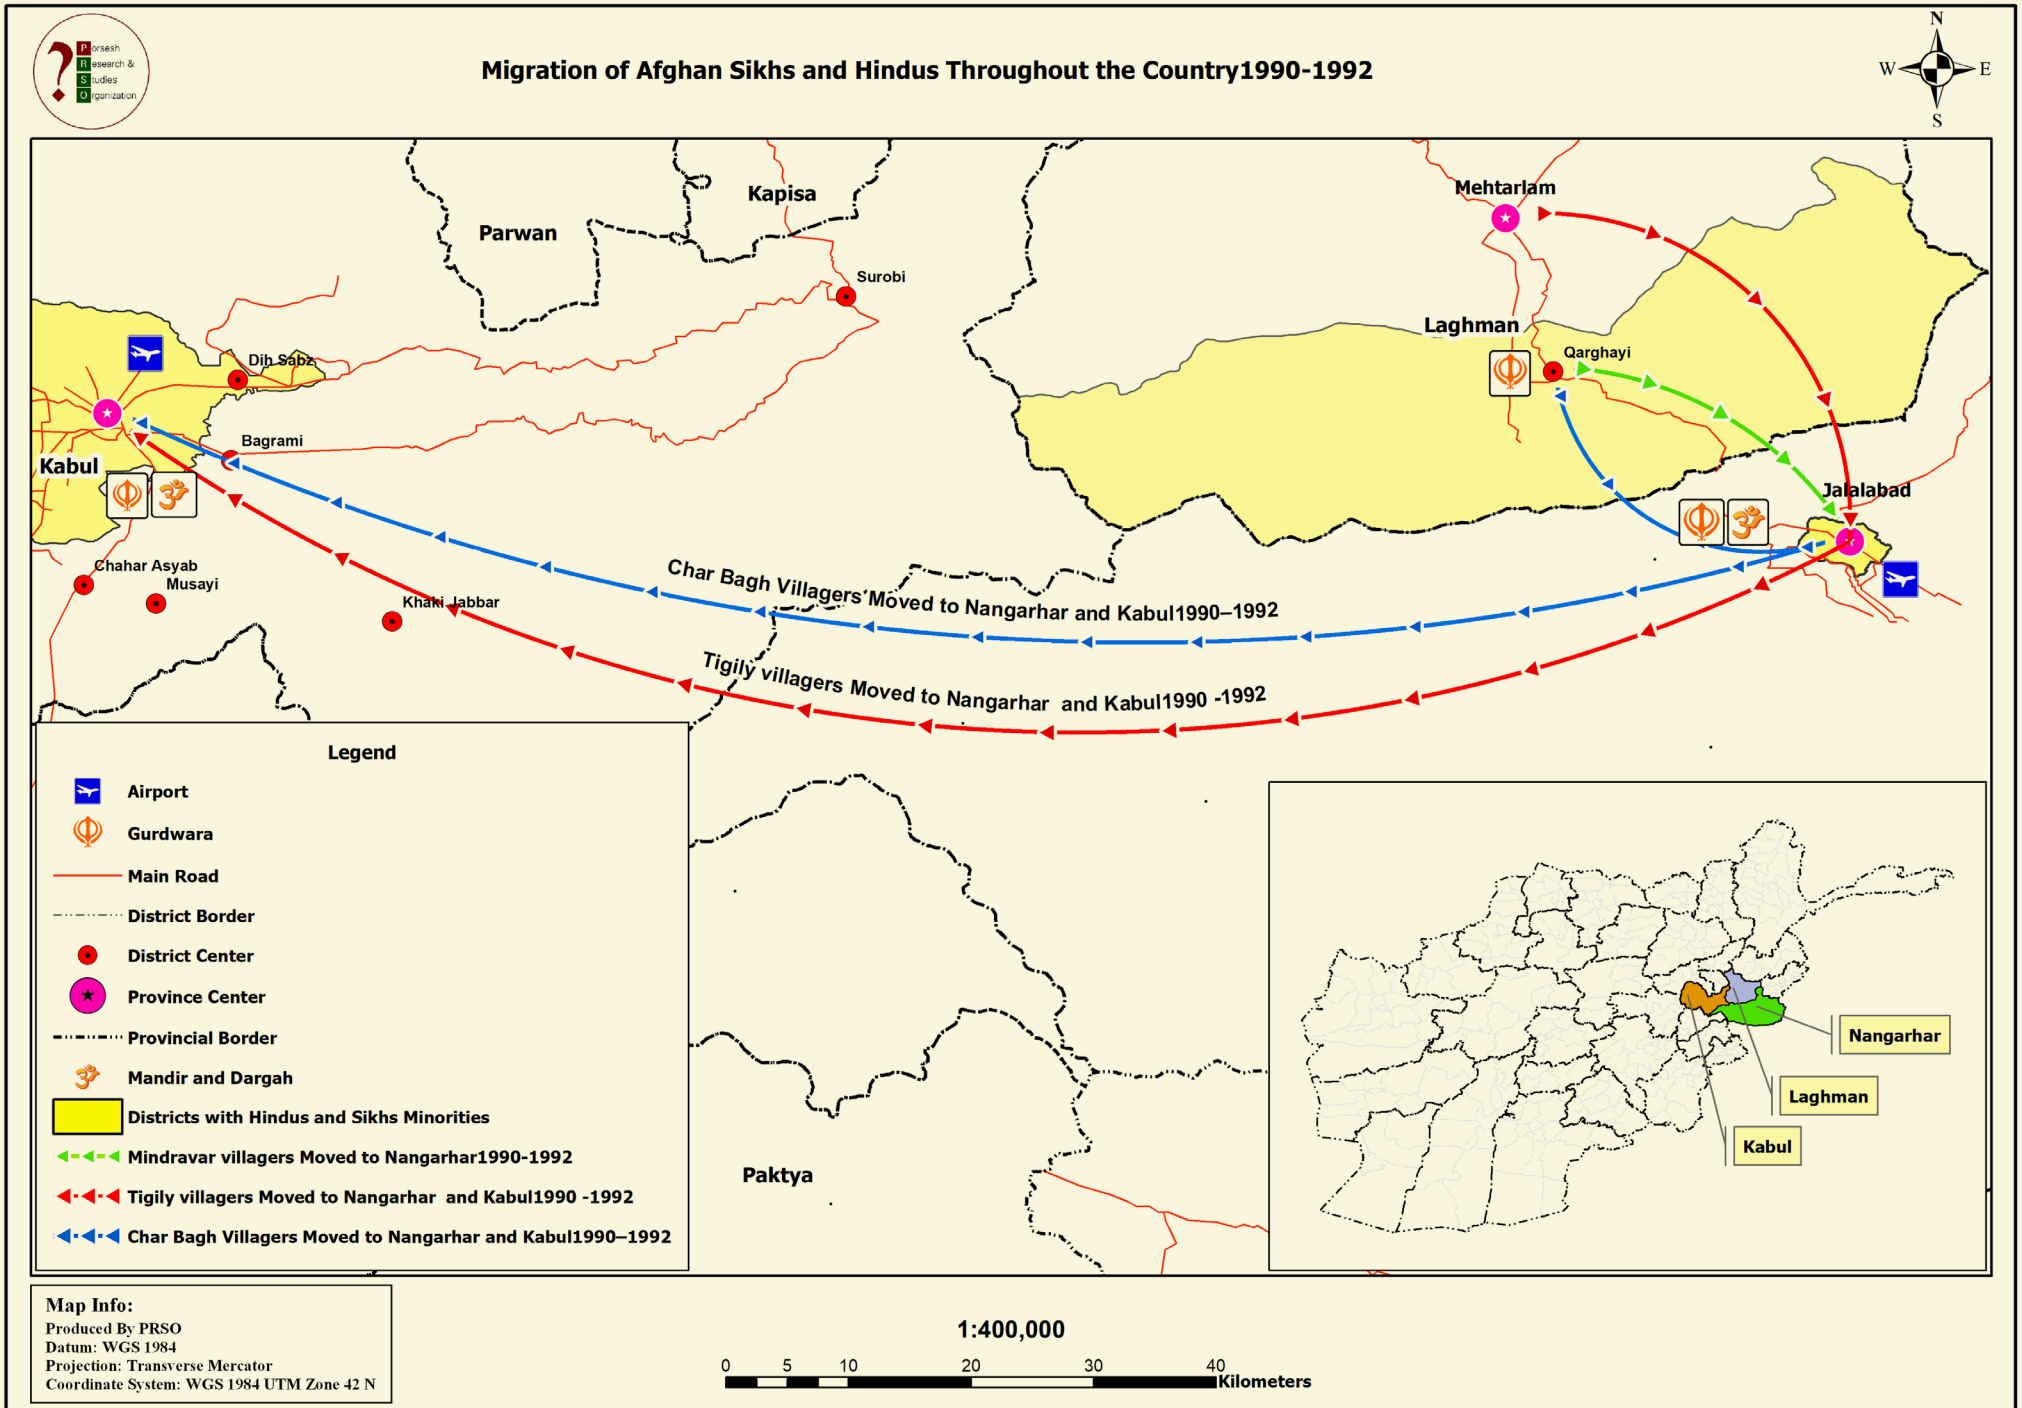 Porsesh
Research &
Studies
Organization
Migration of Afghan Sikhs and Hindus Throughout the Country1990-1992
N
W
E
S
Kapisa
Parwan
Mehtarlam
Surobi
Laghman
Qarghayi
Dih Sabz
Bagrami
Kabul
Jalalabad
Chahar Asyab
Musayi
Khaki Jabbar
Char Bagh Villagers Moved to Nangarhar and Kabul1990–1992
Tigily villagers Moved to Nangarhar and Kabul1990 -1992
Paktya
Legend
Airport
Gurdwara
Main Road
District Border
District Center
Province Center
Provincial Border
Mandir and Dargah
Districts with Hindus and Sikhs Minorities
Mindravar villagers Moved to Nangarhar1990-1992
Tigily villagers Moved to Nangarhar and Kabul1990 -1992
Char Bagh Villagers Moved to Nangarhar and Kabul1990–1992
Nangarhar
Laghman
Kabul
Map Info:
Produced By PRSO
Datum: WGS 1984
Projection: Transverse Mercator
Coordinate System: WGS 1984 UTM Zone 42 N
1:400,000
0 5 10 20 30 40
Kilometers